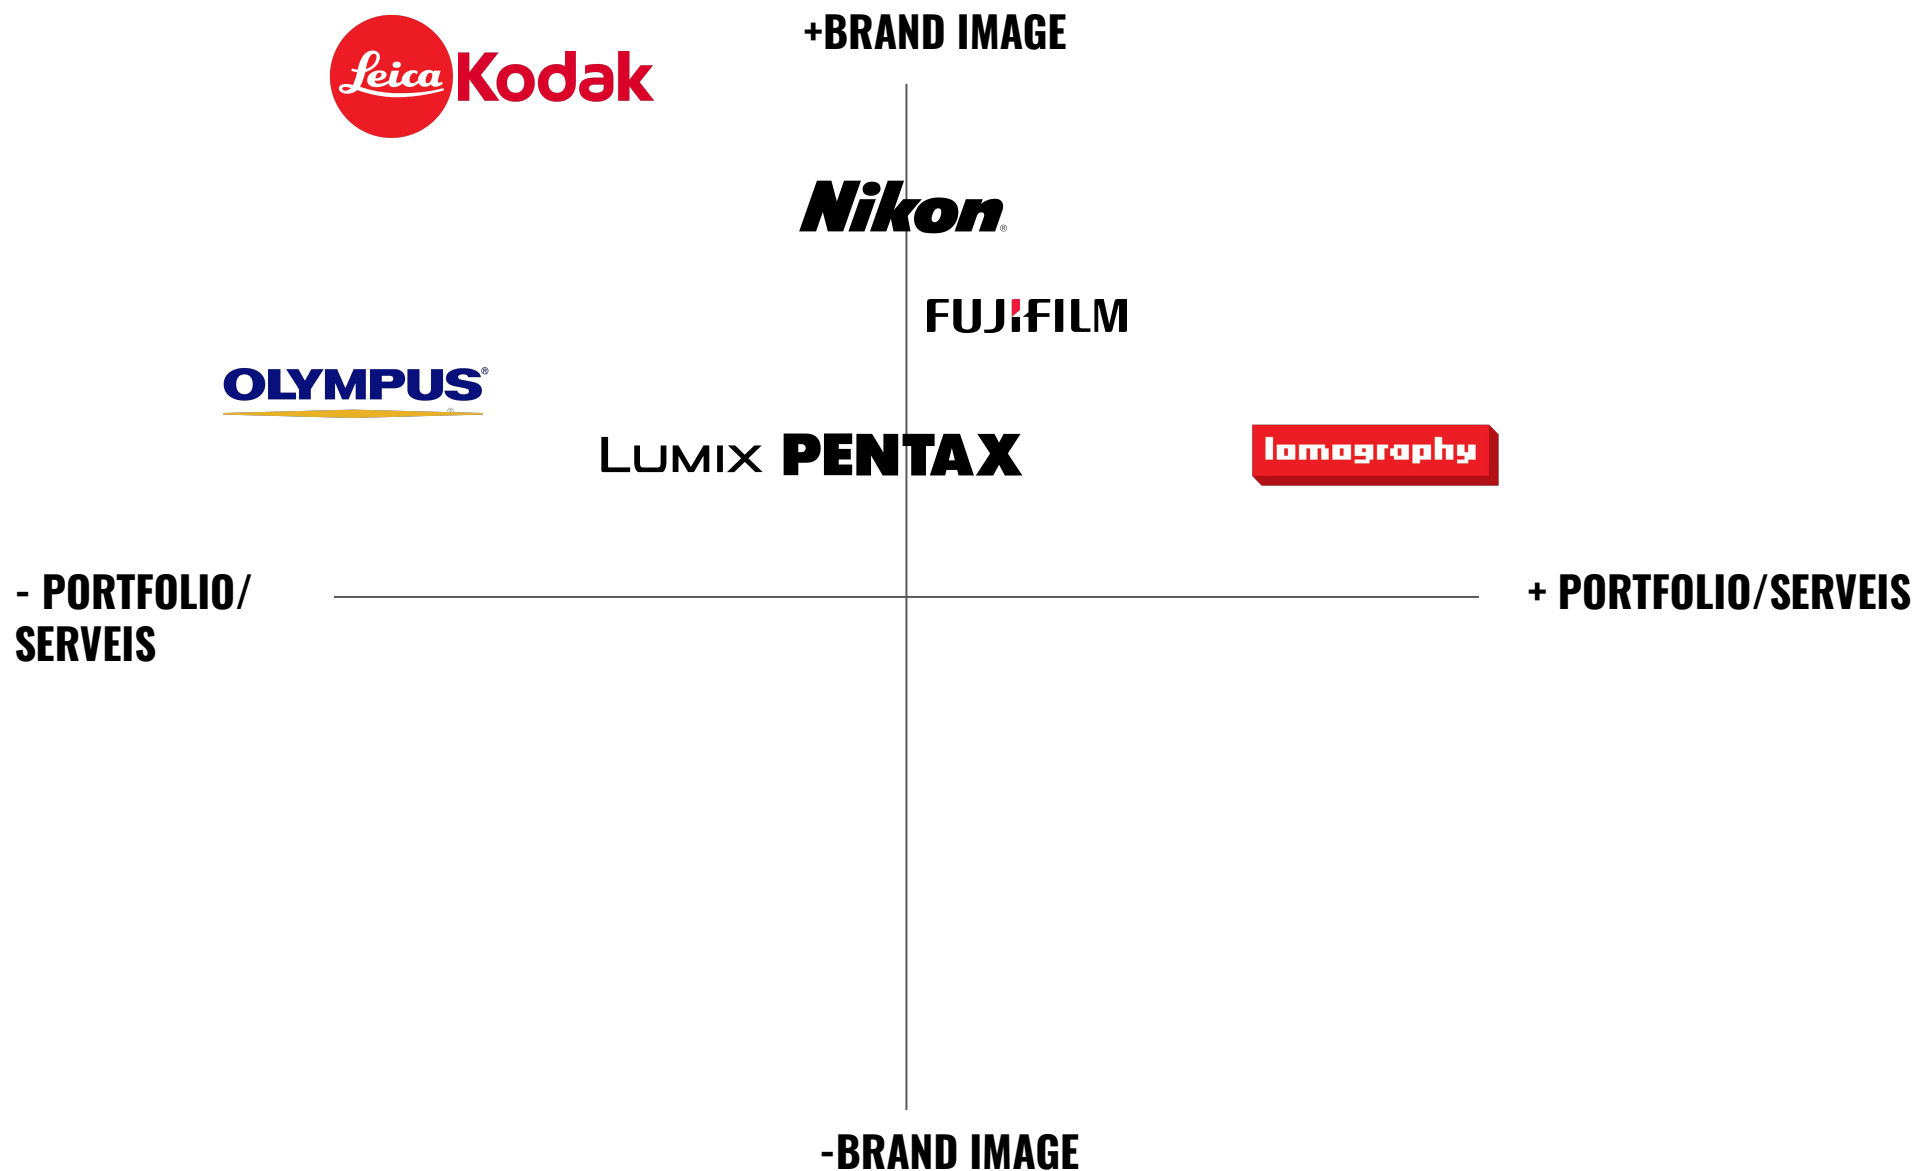 +BRAND IMAGE
Leica Kodak
Nikon®
FUJIFILM
OLYMPUS®
LUMIX PENTAX
lomography
- PORTFOLIO/
SERVEIS
+ PORTFOLIO/SERVEIS
-BRAND IMAGE